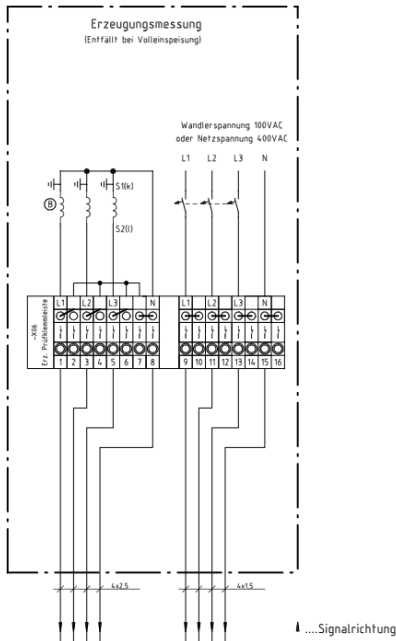 Erzeugungsmessung
(Entfällt bei Volleinspeisung)
Wandlerspannung 100VAC
oder Netzspannung 400VAC
L1 L2 L3 N
S1(k)
B
S2(l)
L1 L2 L3 N L1 L2 L3 N
-X06
Erz. Prüfklemmleiste
1 2 3 4 5 6 7 8 9 10 11 12 13 14 15 16
4x2.5 4x1.5
....Signalrichtung